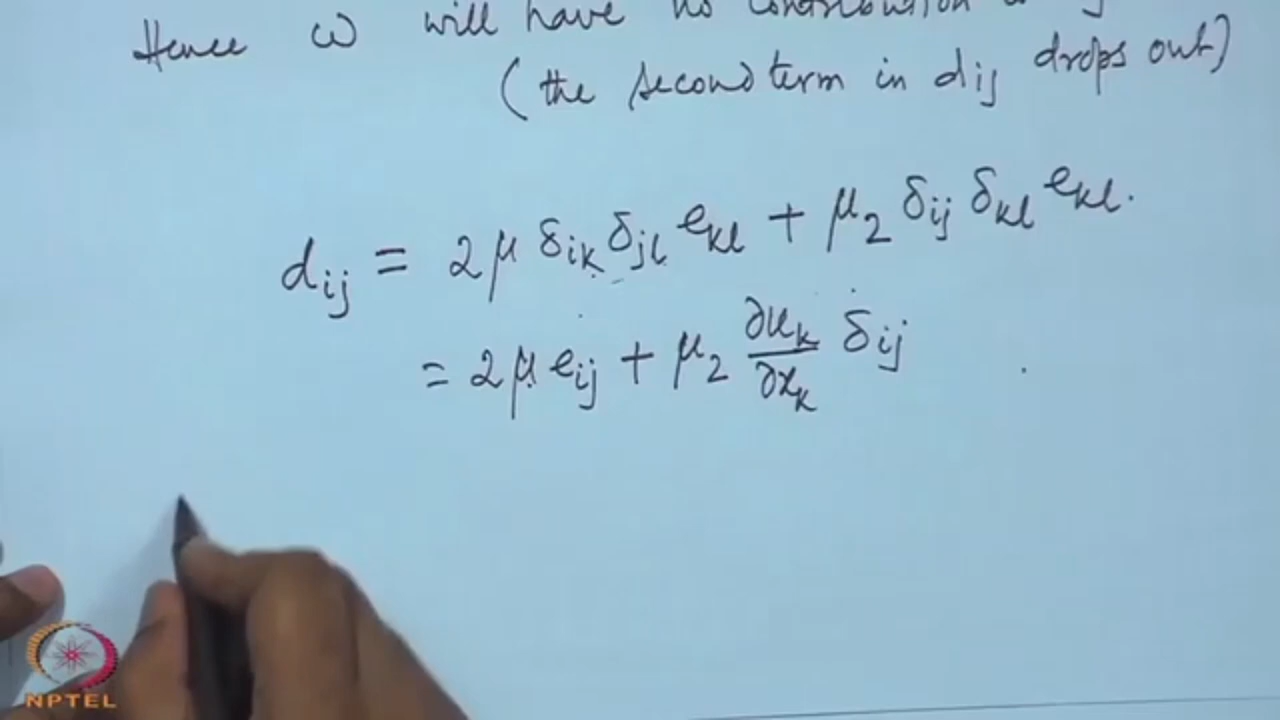 Hence ω will have no contribution
(the second term in dij drops out)
dij = 2μ δik δjl ekl + μ2 δij δkl ekl.
= 2μ eij + μ2 ∂uk/∂xk δij
NPTEL